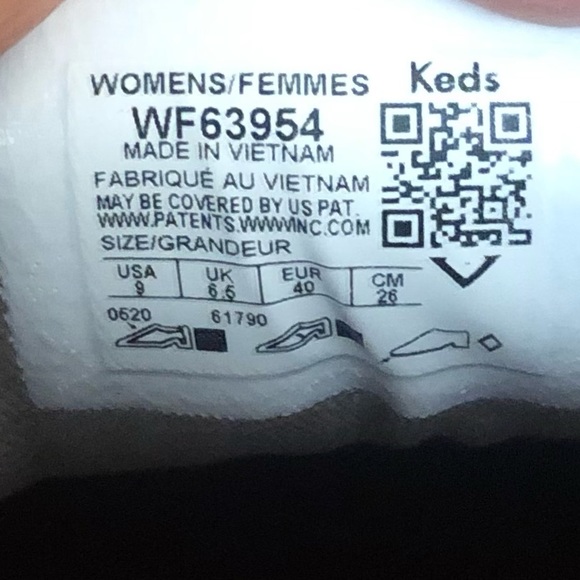 WOMENS/FEMMES Keds
WF63954
MADE IN VIETNAM
FABRIQUÉ AU VIETNAM
MAY BE COVERED BY US PAT.
WWW.PATENTS.WWWINC.COM
SIZE/GRANDEUR
USA UK EUR CM
9 6.5 40 26
0520 61790